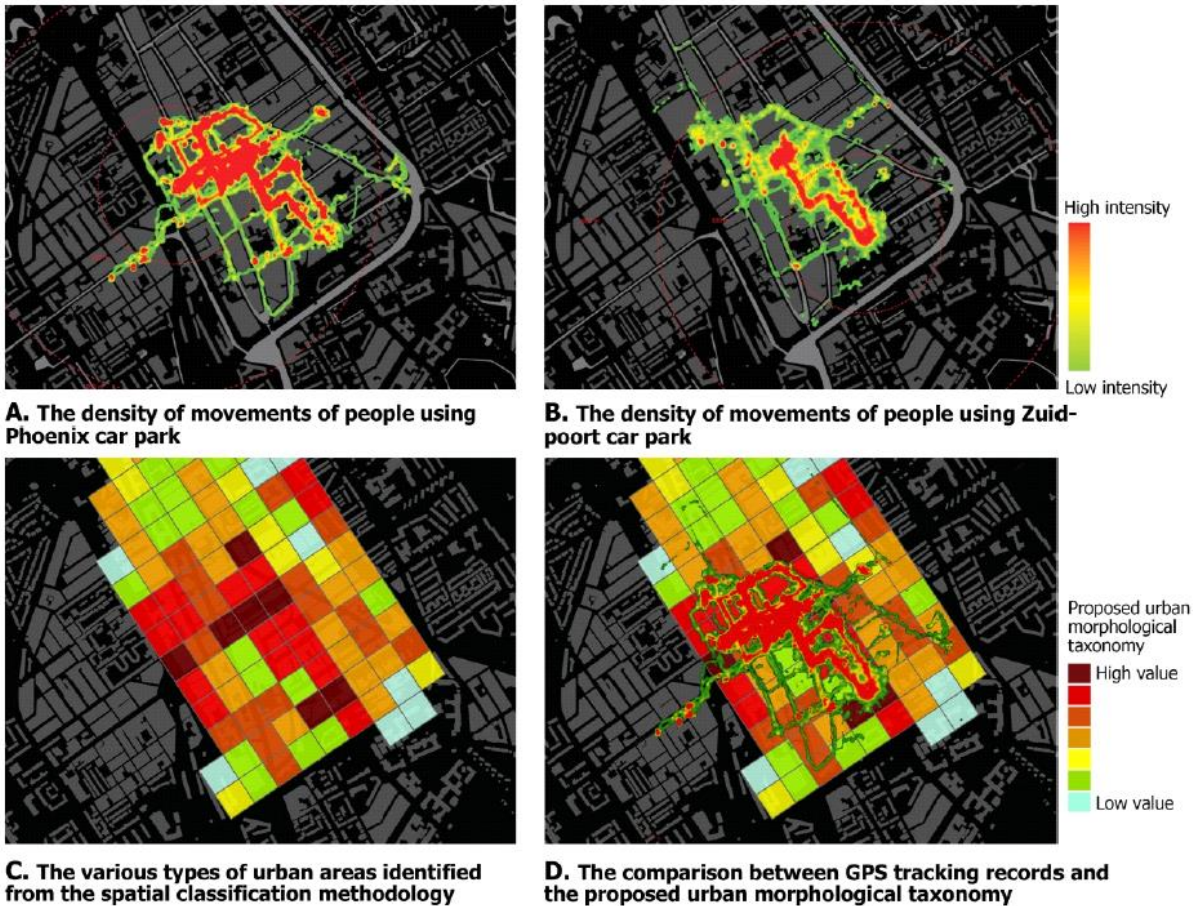 High intensity
Low intensity
A. The density of movements of people using
Phoenix car park
B. The density of movements of people using Zuid-
poort car park
Proposed urban
morphological
taxonomy
High value
Low value
C. The various types of urban areas identified
from the spatial classification methodology
D. The comparison between GPS tracking records and
the proposed urban morphological taxonomy